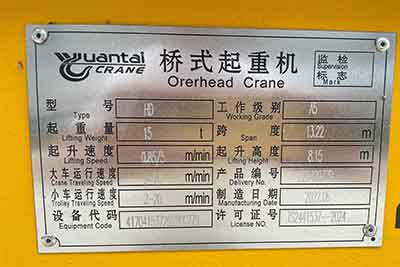 Yuantai CRANE 桥式起重机 监检 Supervision
Orerhead Crane 标志 Mark
型号 Type HD 工作级别 Working Grade A5
起重量 Lifting Weight 15 t 跨度 Span 13.22 m
起升速度 Lifting Speed 0.85/5 m/min 起升高度 Lifting Height 8.15 m
大车运行速度 Crane Traveling Speed m/min 产品编号 Delivery No.
小车运行速度 Trolley Traveling Speed 2-20 m/min 制造日期 Manufacturing Date 2022.06
设备代码 Equipment Code 许可证号 License NO. TS2441537-2024